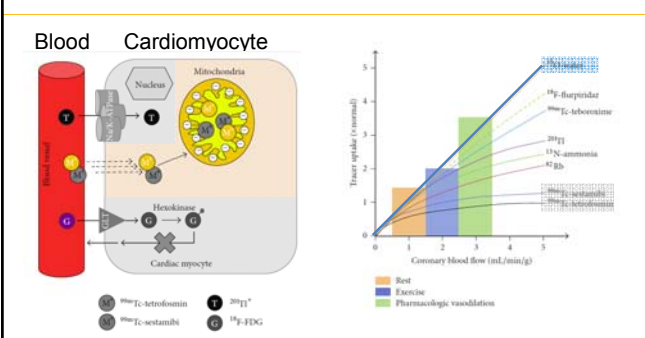 Blood Cardiomyocyte
Nucleus
Mitochondria
Na/K-ATPase
T
T
Blood vessel
M
M
M
M
M
M
M
M
Hexokinase
G
GLT
G
G
Cardiac myocyte
M ⁹⁹ᵐTc-tetrofosmin
T ²⁰¹Tl⁺
M ⁹⁹ᵐTc-sestamibi
G ¹⁸F-FDG
Tracer uptake (×normal)
5
4
3
2
1
0
¹⁸F-flurpiridaz
⁹⁹ᵐTc-teboroxime
²⁰¹Tl
¹³N-ammonia
⁸²Rb
⁹⁹ᵐTc-sestamibi
⁹⁹ᵐTc-tetrofosmin
0 1 2 3 4 5
Coronary blood flow (mL/min/g)
Rest
Exercise
Pharmacologic vasodilation